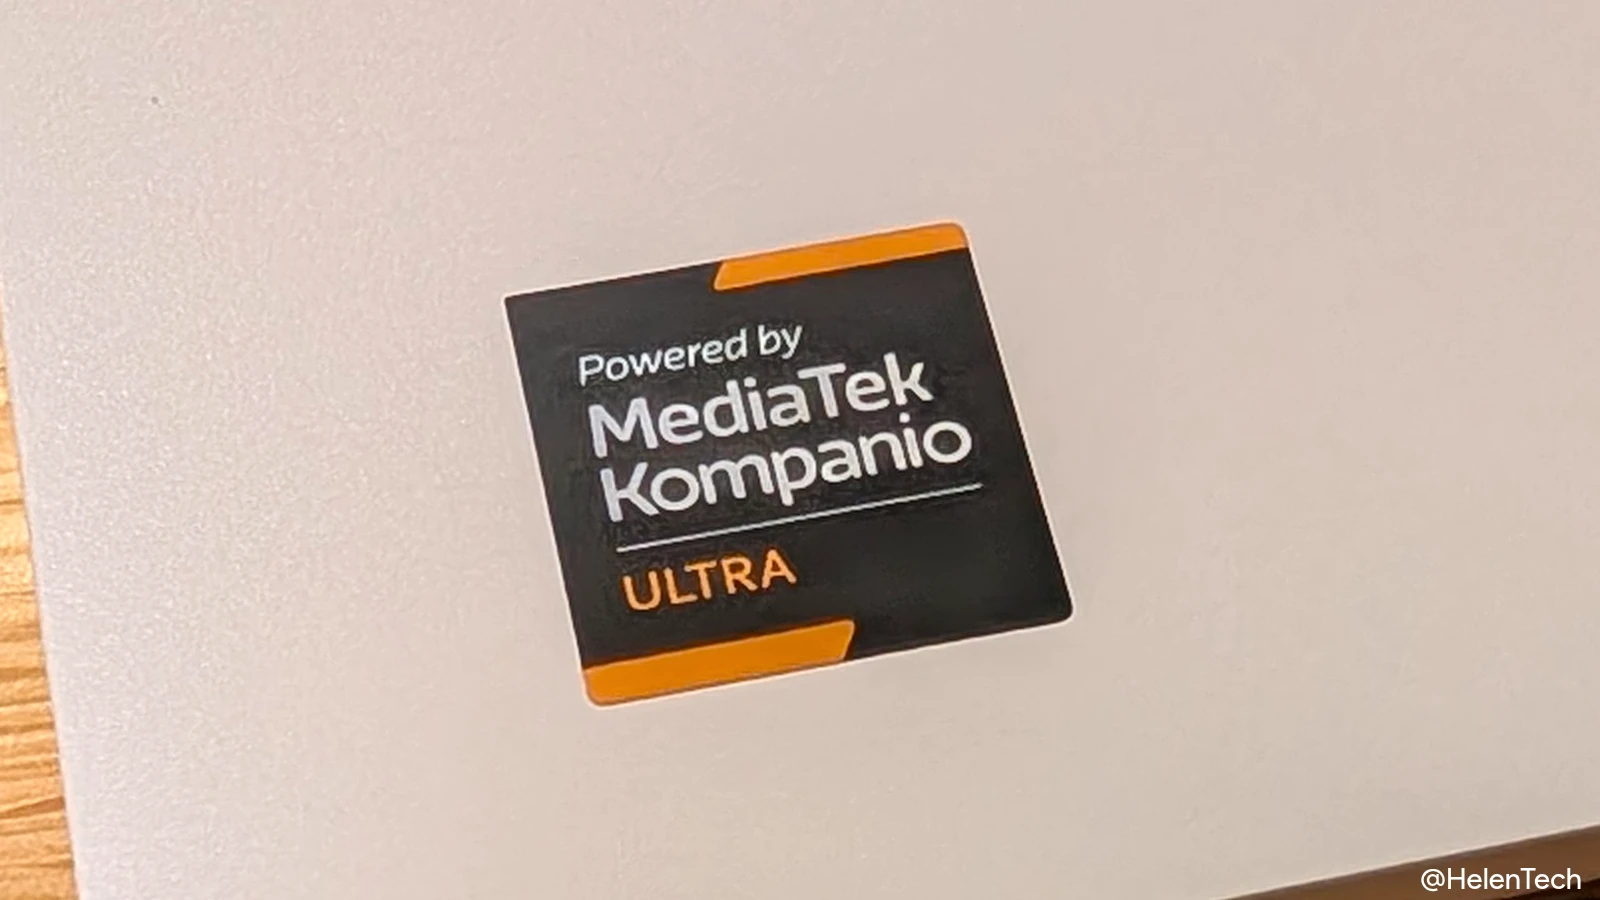 Powered by
MediaTek
Kompanio
ULTRA
@HelenTech